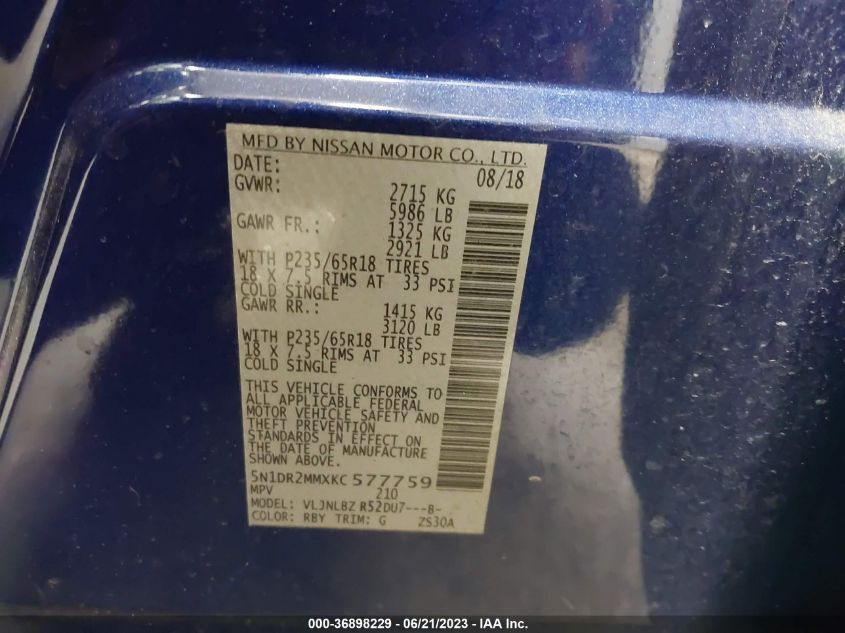 MFD BY NISSAN MOTOR CO., LTD.
DATE: 08/18
GVWR: 2715 KG
5986 LB
GAWR FR.: 1325 KG
2921 LB
WITH P235/65R18 TIRES
18 X 7.5 RIMS AT 33 PSI
COLD SINGLE
GAWR RR.: 1415 KG
3120 LB
WITH P235/65R18 TIRES
18 X 7.5 RIMS AT 33 PSI
COLD SINGLE
THIS VEHICLE CONFORMS TO
ALL APPLICABLE FEDERAL
MOTOR VEHICLE SAFETY AND
THEFT PREVENTION
STANDARDS IN EFFECT ON
THE DATE OF MANUFACTURE
SHOWN ABOVE.
5N1DR2MMXKC577759
MPV 210
MODEL: VLJNLBZ R52DU7---B-
COLOR: RBY TRIM: G ZS30A
000-36898229 - 06/21/2023 - IAA Inc.